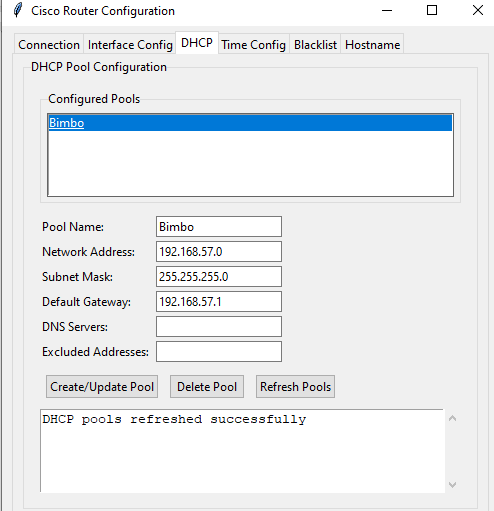 Cisco Router Configuration
Connection Interface Config DHCP Time Config Blacklist Hostname
DHCP Pool Configuration
Configured Pools
Bimbo
Pool Name: Bimbo
Network Address: 192.168.57.0
Subnet Mask: 255.255.255.0
Default Gateway: 192.168.57.1
DNS Servers:
Excluded Addresses:
Create/Update Pool Delete Pool Refresh Pools
DHCP pools refreshed successfully